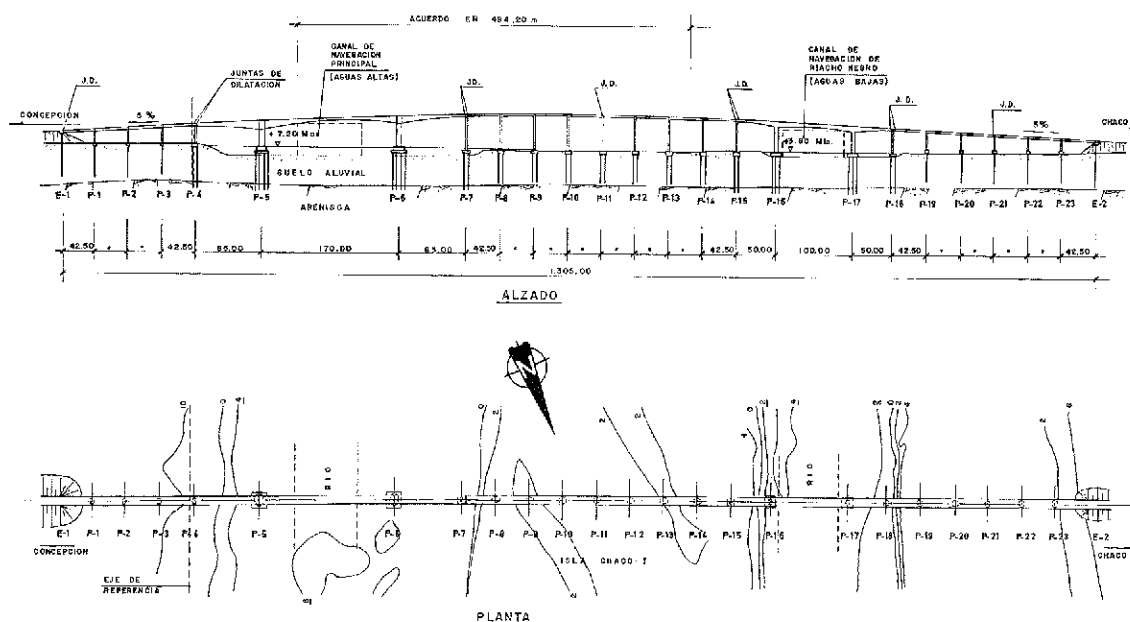 ACUERDO EN 494,20 m
CANAL DE
NAVEGACION
PRINCIPAL
(AGUAS ALTAS)
CANAL DE
NAVEGACION DE
RIACHO NEGRO
(AGUAS BAJAS)
J.D.
JUNTAS DE
DILATACION
J.D.
J.D.
J.D.
J.D.
J.D.
CONCEPCION
5 %
5%
CHACO
SUELO ALUVIAL
ARENISCA
E-1 P-1 P-2 P-3 P-4 P-5 P-6 P-7 P-8 P-9 P-10 P-11 P-12 P-13 P-14 P-15 P-16 P-17 P-18 P-19 P-20 P-21 P-22 P-23 E-2
42.50 " " 42.50 85.00 170.00 85.00 42.50 " " " " " " 42.50 50.00 100.00 50.00 42.50 " " " " 42.50
1.305,00
ALZADO
N
RIO
RIO
E-1 P-1 P-2 P-3 P-4 P-5 P-6 P-7 P-8 P-9 P-10 P-11 P-12 P-13 P-14 P-15 P-16 P-17 P-18 P-19 P-20 P-21 P-22 P-23 E-2
CONCEPCION
ISLA CHACO-I
CHACO
EJE DE
REFERENCIA
PLANTA